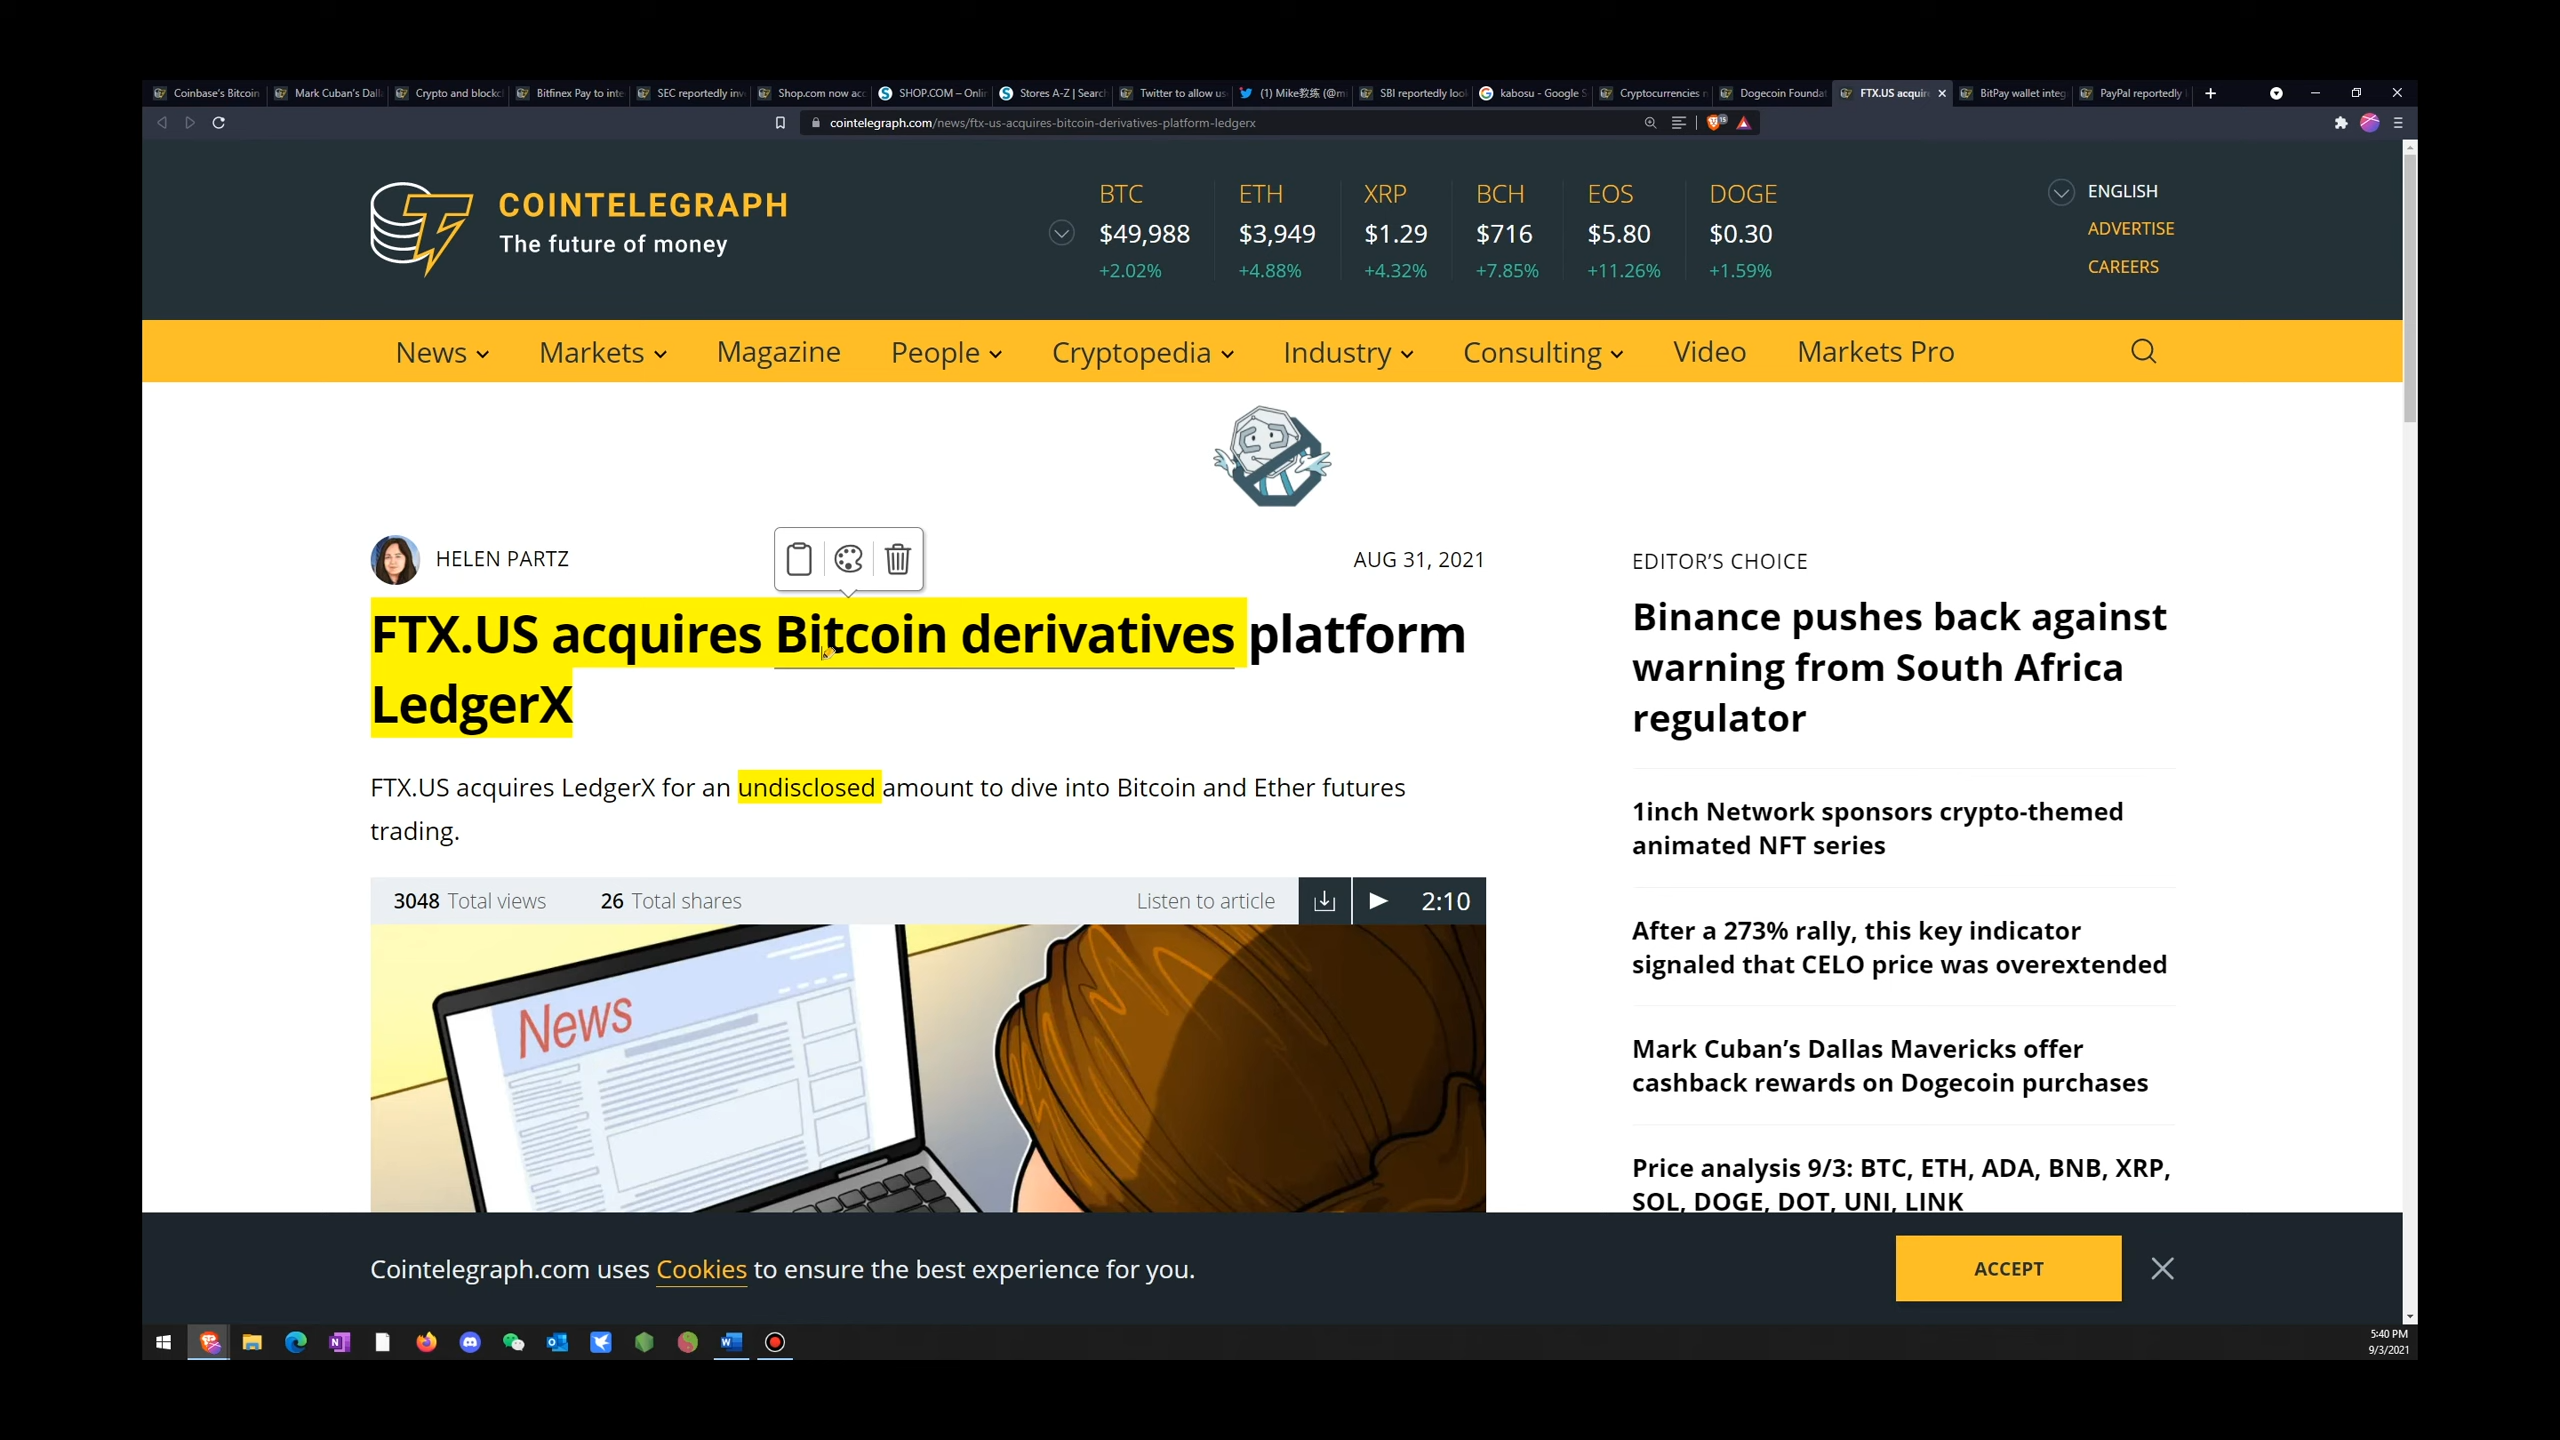 Coinbase's Bitcoin
Mark Cuban's Dall
Crypto and blockc
Bitfinex Pay to inte
SEC reportedly inv
Shop.com now acc
SHOP.COM – Onli
Stores A-Z | Search
Twitter to allow us
(1) Mike教练 (@m
SBI reportedly loo
kabosu - Google S
Cryptocurrencies n
Dogecoin Foundat
FTX.US acquir
BitPay wallet integ
PayPal reportedly
cointelegraph.com/news/ftx-us-acquires-bitcoin-derivatives-platform-ledgerx
COINTELEGRAPH
The future of money
BTC ETH XRP BCH EOS DOGE
$49,988 $3,949 $1.29 $716 $5.80 $0.30
+2.02% +4.88% +4.32% +7.85% +11.26% +1.59%
ENGLISH
ADVERTISE
CAREERS
News Markets Magazine People Cryptopedia Industry Consulting Video Markets Pro
HELEN PARTZ
AUG 31, 2021
FTX.US acquires Bitcoin derivatives platform
LedgerX
FTX.US acquires LedgerX for an undisclosed amount to dive into Bitcoin and Ether futures
trading.
3048 Total views 26 Total shares Listen to article 2:10
News
EDITOR'S CHOICE
Binance pushes back against
warning from South Africa
regulator
1inch Network sponsors crypto-themed
animated NFT series
After a 273% rally, this key indicator
signaled that CELO price was overextended
Mark Cuban's Dallas Mavericks offer
cashback rewards on Dogecoin purchases
Price analysis 9/3: BTC, ETH, ADA, BNB, XRP,
SOL, DOGE, DOT, UNI, LINK
Cointelegraph.com uses Cookies to ensure the best experience for you.
ACCEPT
5:40 PM
9/3/2021